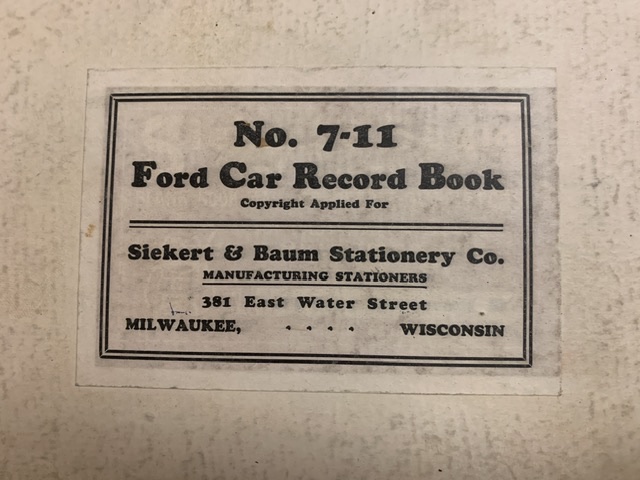 No. 7-11
Ford Car Record Book
Copyright Applied For
Siekert & Baum Stationery Co.
MANUFACTURING STATIONERS
381 East Water Street
MILWAUKEE, . . . . WISCONSIN